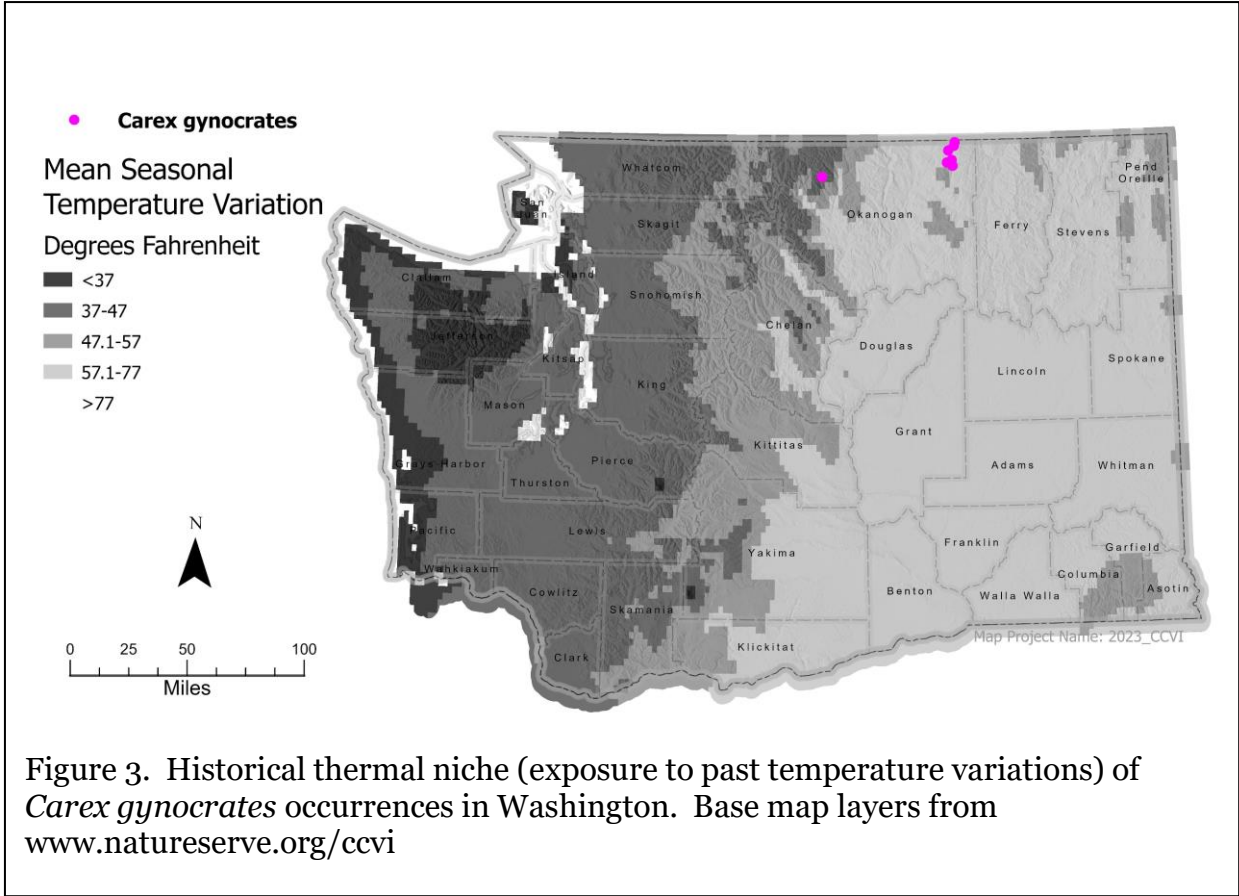 Carex gynocrates
Mean Seasonal
Temperature Variation
Degrees Fahrenheit
<37
37-47
47.1-57
57.1-77
>77
Whatcom
Pend
Oreille
San
Juan
Okanogan
Skagit
Ferry
Stevens
Clallam
Island
Snohomish
Chelan
Jefferson
Douglas
Kitsap
Spokane
Lincoln
King
Mason
Grant
Kittitas
Grays Harbor
Pierce
Adams
Whitman
Thurston
Pacific
Lewis
Franklin
Yakima
Garfield
Wahkiakum
Columbia
Cowlitz
Benton
Walla Walla
Asotin
Skamania
Map Project Name: 2023_CCVI
Klickitat
Clark
N
0 25 50 100
Miles
Figure 3. Historical thermal niche (exposure to past temperature variations) of
Carex gynocrates occurrences in Washington. Base map layers from
www.natureserve.org/ccvi